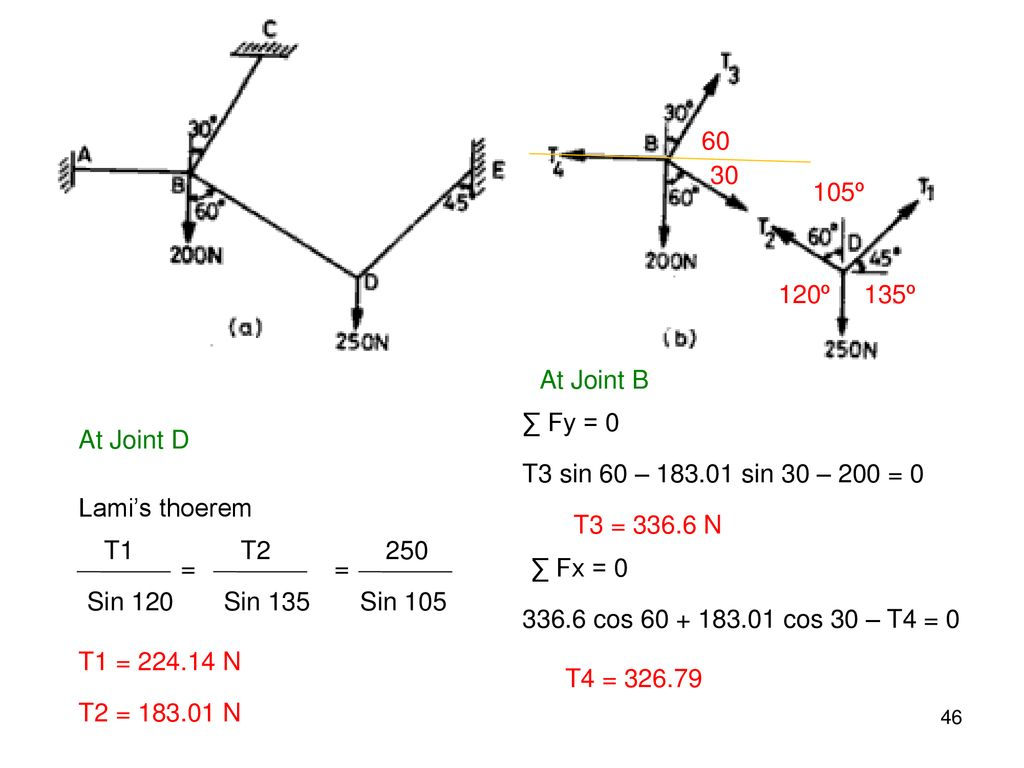 C
30°
A
B
E
60°
45°
200N
D
250N
(a)
T3
30°
B
60
T4
30
60°
105º
T1
T2
60°
D
45°
200N
120º
135º
250N
(b)
At Joint B
∑ Fy = 0
At Joint D
T3 sin 60 – 183.01 sin 30 – 200 = 0
Lami’s thoerem
T3 = 336.6 N
T1 = T2 = 250
Sin 120 Sin 135 Sin 105
∑ Fx = 0
336.6 cos 60 + 183.01 cos 30 – T4 = 0
T1 = 224.14 N
T4 = 326.79
T2 = 183.01 N
46